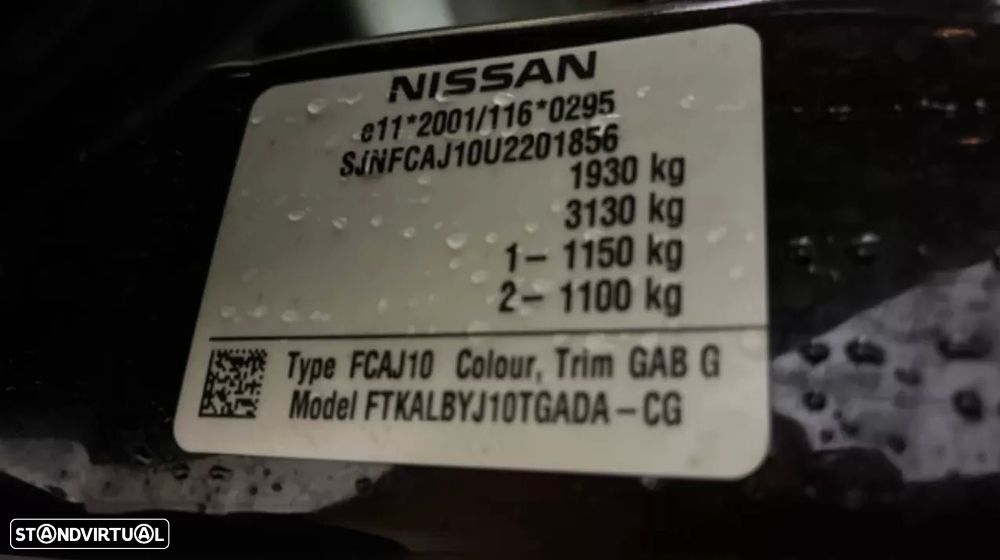 NISSAN
e11*2001/116*0295
SJNFCAJ10U2201856
1930 kg
3130 kg
1- 1150 kg
2- 1100 kg
Type FCAJ10 Colour, Trim GAB G
Model FTKALBYJ10TGADA-CG
STANDVIRTUAL